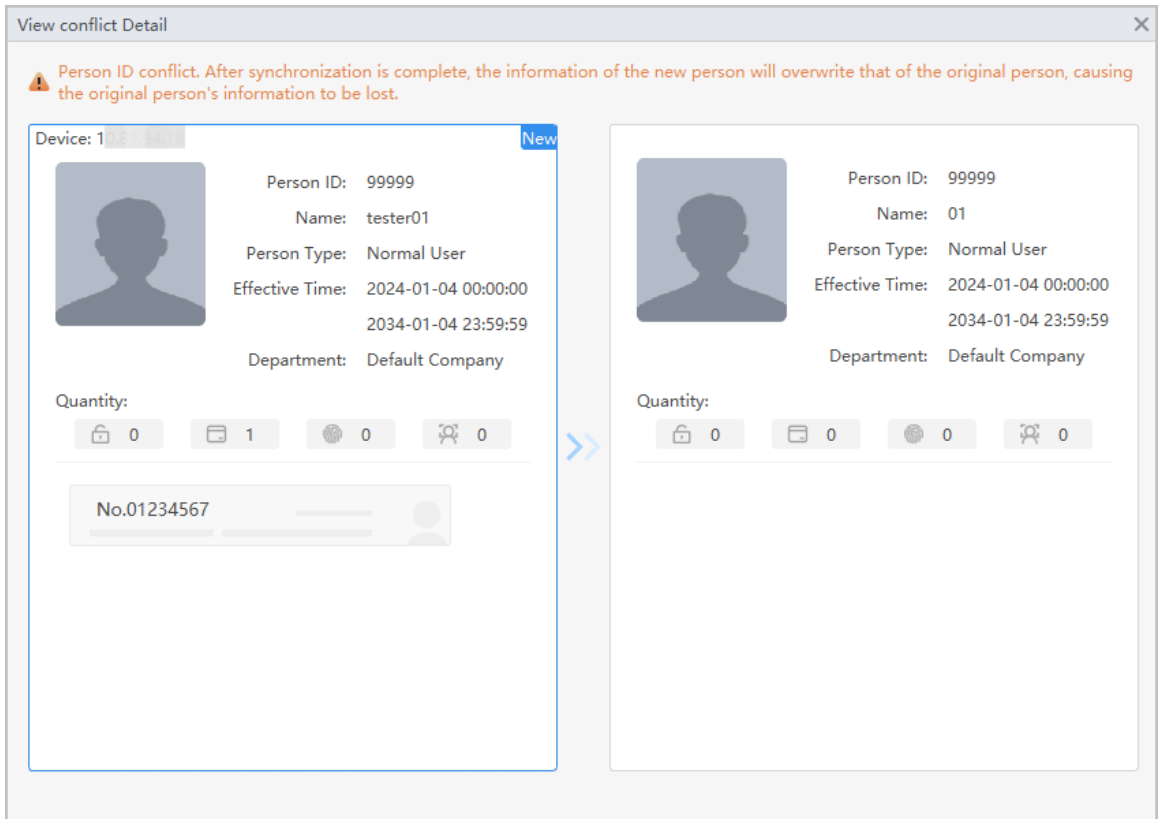 View conflict Detail
Person ID conflict. After synchronization is complete, the information of the new person will overwrite that of the original person, causing
the original person's information to be lost.
Device: 1
New
Person ID: 99999
Name: tester01
Person Type: Normal User
Effective Time: 2024-01-04 00:00:00
2034-01-04 23:59:59
Department: Default Company
Quantity:
0 1 0 0
No.01234567
Person ID: 99999
Name: 01
Person Type: Normal User
Effective Time: 2024-01-04 00:00:00
2034-01-04 23:59:59
Department: Default Company
Quantity:
0 0 0 0